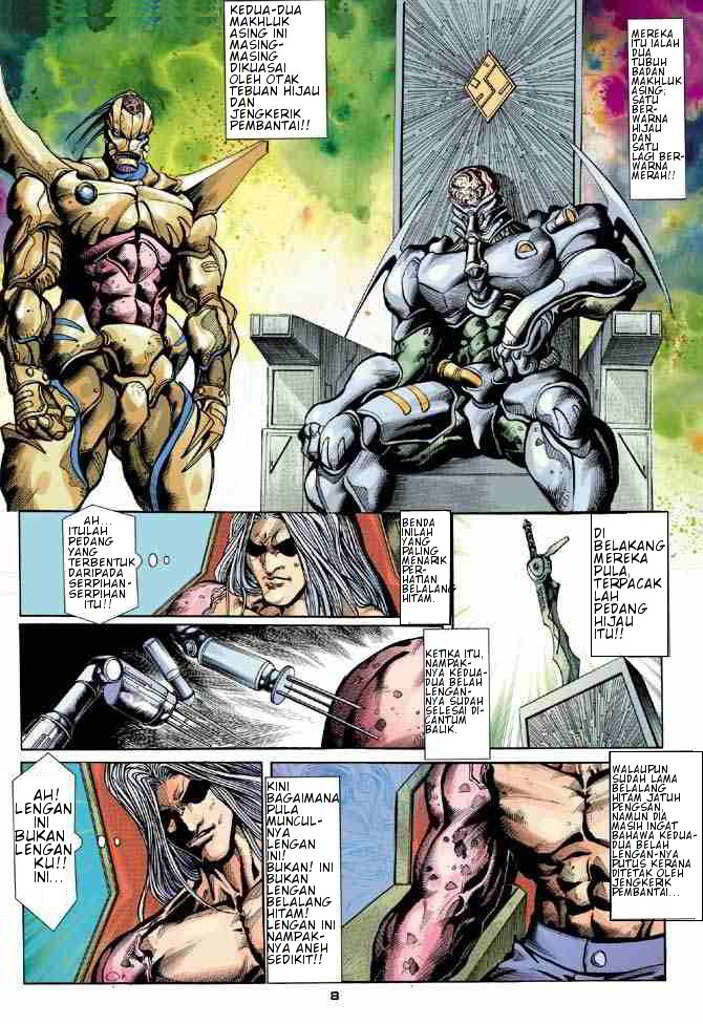 KEDUA-DUA
MAKHLUK
ASING INI
MASING-
MASING
DIKUASAI
OLEH OTAK
TEBUAN HIJAU
DAN
JENGKERIK
PEMBANTAI!!
MEREKA
ITU IALAH
DUA
TUBUH
BADAN
MAKHLUK
ASING;
SATU
BER-
WARNA
HIJAU
DAN
SATU
LAGI BER-
WARNA
MERAH!!
AH...
ITULAH
PEDANG
YANG
TERBENTUK
DARIPADA
SERPIHAN-
SERPIHAN
ITU!!
BENDA
INILAH
YANG
PALING
MENARIK
PER-
HATIAN
BELALANG
HITAM.
DI
BELAKANG
MEREKA
PULA,
TERPACAK
LAH
PEDANG
HIJAU
ITU!!
KETIKA ITU,
NAMPAK-
NYA KEDUA-
DUA BELAH
LENGAN-
NYA SUDAH
SELESAI DI-
CANTUM
BALIK.
AH!
LENGAN
INI
BUKAN
LENGAN
KU!!
INI...
KINI
BAGAIMANA
PULA
MUNCUL-
NYA
LENGAN
INI!
BUKAN! INI
BUKAN
LENGAN
BELALANG
HITAM!
LENGAN INI
NAMPAK-
NYA ANEH
SEDIKIT!!
WALAUPUN
SUDAH LAMA
BELALANG
HITAM JATUH
PENGSAN,
NAMUN DIA
MASIH INGAT
BAHAWA KEDUA-
DUA BELAH
LENGAN-NYA
PUTUS KERANA
DITETAK OLEH
JENGKERIK
PEMBANTAI...
8